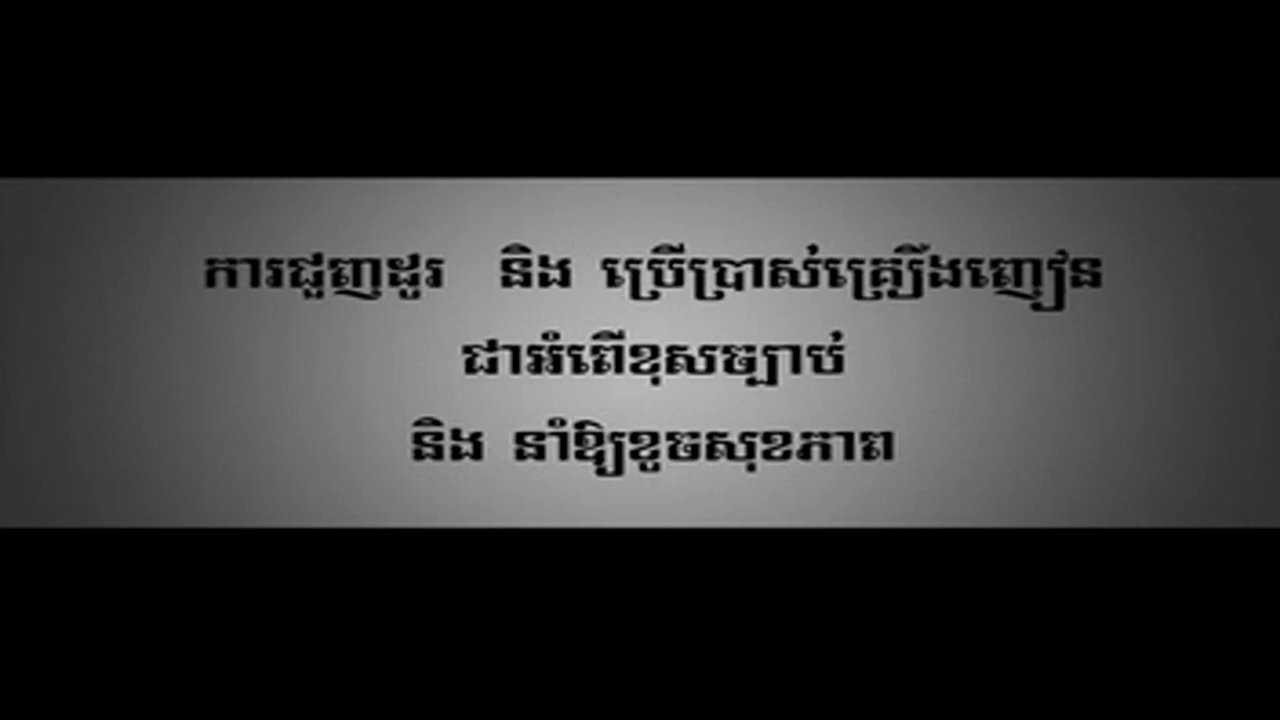 ការជួញដូរ និង ប្រើប្រាស់គ្រឿងញៀន
ជាអំពើខុសច្បាប់
និង នាំឱ្យខូចសុខភាព